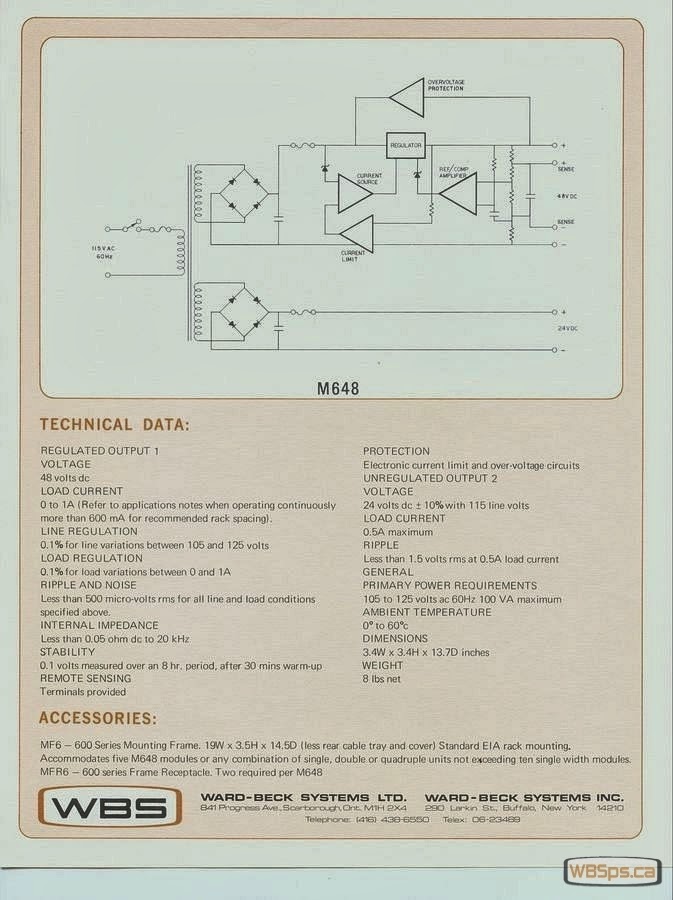 OVERVOLTAGE
PROTECTION
REGULATOR
CURRENT
SOURCE
REF/COMP
AMPLIFIER
+
+
SENSE
48V DC
SENSE
–
–
115V AC
60Hz
CURRENT
LIMIT
+
24V DC
–
M648
TECHNICAL DATA:
REGULATED OUTPUT 1
VOLTAGE
48 volts dc
LOAD CURRENT
0 to 1A (Refer to applications notes when operating continuously
more than 600 mA for recommended rack spacing).
LINE REGULATION
0.1% for line variations between 105 and 125 volts
LOAD REGULATION
0.1% for load variations between 0 and 1A
RIPPLE AND NOISE
Less than 500 micro-volts rms for all line and load conditions
specified above.
INTERNAL IMPEDANCE
Less than 0.05 ohm dc to 20 kHz
STABILITY
0.1 volts measured over an 8 hr. period, after 30 mins warm-up
REMOTE SENSING
Terminals provided
PROTECTION
Electronic current limit and over-voltage circuits
UNREGULATED OUTPUT 2
VOLTAGE
24 volts dc ± 10% with 115 line volts
LOAD CURRENT
0.5A maximum
RIPPLE
Less than 1.5 volts rms at 0.5A load current
GENERAL
PRIMARY POWER REQUIREMENTS
105 to 125 volts ac 60Hz 100 VA maximum
AMBIENT TEMPERATURE
0° to 60°c
DIMENSIONS
3.4W x 3.4H x 13.7D inches
WEIGHT
8 lbs net
ACCESSORIES:
MF6 – 600 Series Mounting Frame. 19W x 3.5H x 14.5D (less rear cable tray and cover) Standard EIA rack mounting.
Accommodates five M648 modules or any combination of single, double or quadruple units not exceeding ten single width modules.
MFR6 – 600 series Frame Receptacle. Two required per M648
WBS
WARD-BECK SYSTEMS LTD. WARD-BECK SYSTEMS INC.
841 Progress Ave., Scarborough, Ont. M1H 2X4 290 Larkin St., Buffalo, New York 14210
Telephone: (416) 438-6550 Telex: 06-23469
WBSps.ca